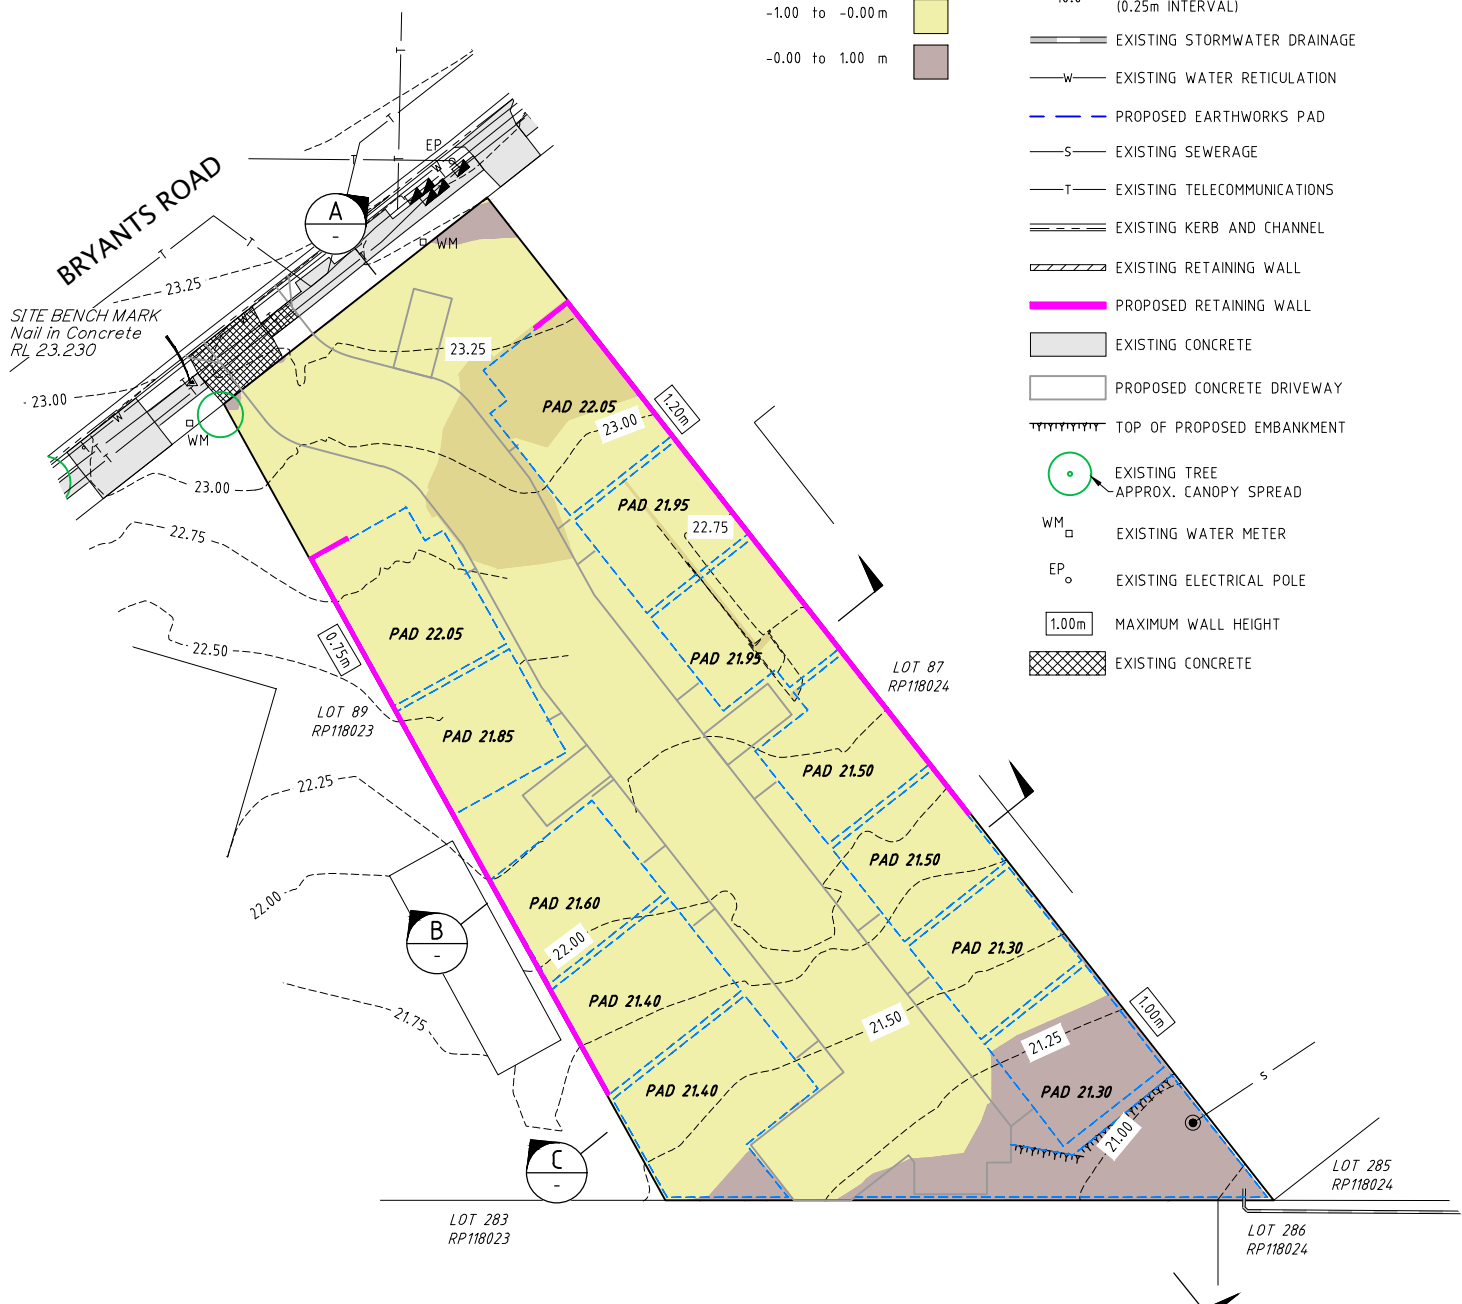 -1.00 to -0.00 m
-0.00 to 1.00 m
(0.25m INTERVAL)
EXISTING STORMWATER DRAINAGE
W
EXISTING WATER RETICULATION
PROPOSED EARTHWORKS PAD
S
EXISTING SEWERAGE
T
EXISTING TELECOMMUNICATIONS
EXISTING KERB AND CHANNEL
EXISTING RETAINING WALL
PROPOSED RETAINING WALL
EXISTING CONCRETE
PROPOSED CONCRETE DRIVEWAY
TOP OF PROPOSED EMBANKMENT
EXISTING TREE
APPROX. CANOPY SPREAD
WM
EXISTING WATER METER
EP
EXISTING ELECTRICAL POLE
1.00m
MAXIMUM WALL HEIGHT
EXISTING CONCRETE
BRYANTS ROAD
T
T
T
T
T
T
T
T
T
EP
W
A
-
WM
23.25
SITE BENCH MARK
Nail in Concrete
RL 23.230
23.00
W
WM
23.00
22.75
22.50
22.25
22.00
21.75
23.25
PAD 22.05
23.00
1.20m
PAD 21.95
22.75
PAD 22.05
0.75m
PAD 21.95
LOT 87
RP118024
LOT 89
RP118023
PAD 21.85
PAD 21.50
PAD 21.50
PAD 21.60
B
-
22.00
PAD 21.30
PAD 21.40
21.50
1.00m
21.25
PAD 21.40
PAD 21.30
S
21.00
C
-
LOT 285
RP118024
LOT 283
RP118023
LOT 286
RP118024